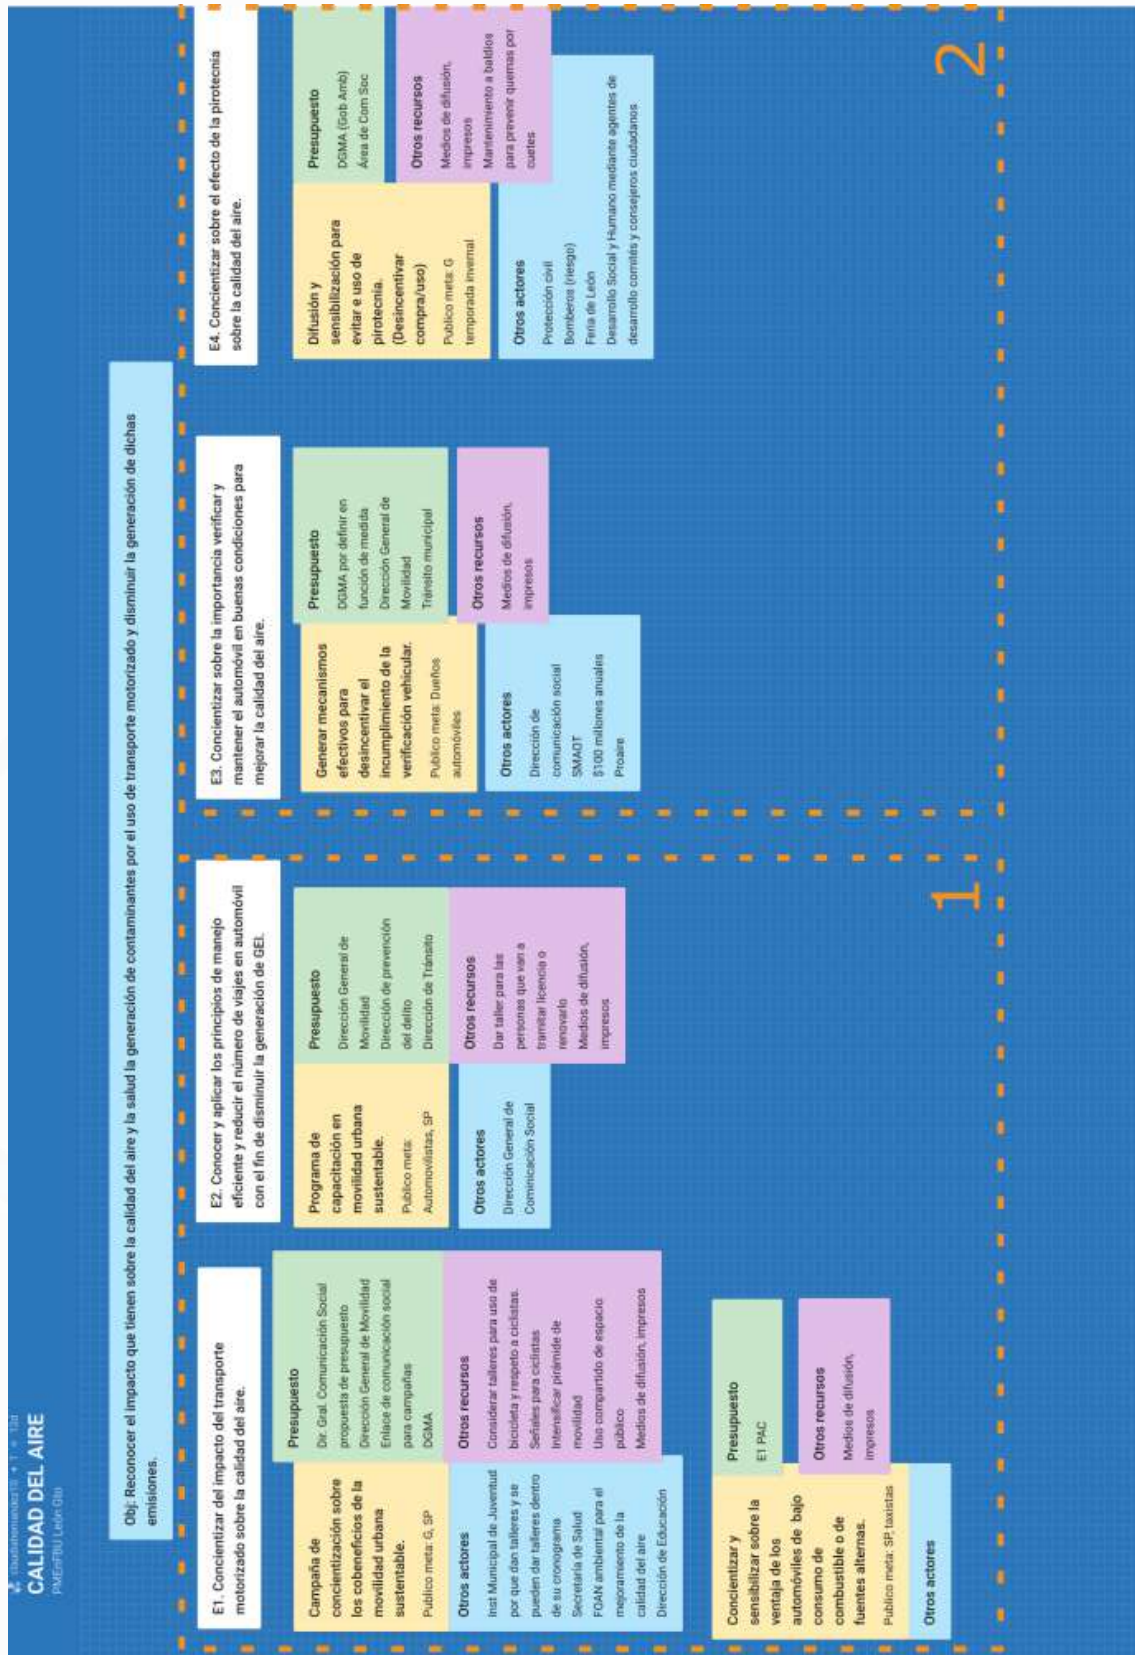 CALIDAD DEL AIRE
PMEnFBU León Gto
Obj: Reconocer el impacto que tienen sobre la calidad del aire y la salud la generación de contaminantes por el uso de transporte motorizado y disminuir la generación de dichas
emisiones.
E1. Concientizar del impacto del transporte
motorizado sobre la calidad del aire.
Campaña de
concientización sobre
los cobeneficios de la
movilidad urbana
sustentable.
Publico meta: G, SP
Presupuesto
Dir. Gral. Comunicación Social
propuesta de presupuesto
Dirección General de Movilidad
Enlace de comunicación social
para campañas
DGMA
Otros actores
Inst Municipal de Juventud
por que dan talleres y se
pueden dar talleres dentro
de su cronograma
Secretaría de Salud
FOAN ambiental para el
mejoramiento de la
calidad del aire
Dirección de Educación
Otros recursos
Considerar talleres para uso de
bicicleta y respeto a ciclistas.
Señales para ciclistas
Intensificar pirámide de
movilidad
Uso compartido de espacio
público
Medios de difusión, impresos
Concientizar y
sensibilizar sobre la
ventaja de los
automóviles de bajo
consumo de
combustible o de
fuentes alternas.
Publico meta: SP, taxistas
Presupuesto
E1 PAC
Otros recursos
Medios de difusión,
impresos
Otros actores
E2. Conocer y aplicar los principios de manejo
eficiente y reducir el número de viajes en automóvil
con el fin de disminuir la generación de GEI.
Programa de
capacitación en
movilidad urbana
sustentable.
Publico meta:
Automovilistas, SP
Presupuesto
Dirección General de
Movilidad
Dirección de prevención
del delito
Dirección de Tránsito
Otros actores
Dirección General de
Cominicación Social
Otros recursos
Dar taller para las
personas que van a
tramitar licencia o
renovarlo
Medios de difusión,
impresos
1
E3. Concientizar sobre la importancia verificar y
mantener el automóvil en buenas condiciones para
mejorar la calidad del aire.
Generar mecanismos
efectivos para
desincentivar el
incumplimiento de la
verificación vehicular.
Publico meta: Dueños
automóviles
Presupuesto
DGMA por definir en
función de medida
Dirección General de
Movilidad
Tránsito municipal
Otros actores
Dirección de
comunicación social
SMAOT
$100 millones anuales
Proaire
Otros recursos
Medios de difusión,
impresos
E4. Concientizar sobre el efecto de la pirotecnia
sobre la calidad del aire.
Difusión y
sensibilización para
evitar e uso de
pirotecnia.
(Desincentivar
compra/uso)
Publico meta: G
temporada invernal
Presupuesto
DGMA (Gob Amb)
Área de Com Soc
Otros recursos
Medios de difusión,
impresos
Mantenimiento a baldíos
para prevenir quemas por
cuetes
Otros actores
Protección civil
Bomberos (riesgo)
Feria de León
Desarrollo Social y Humano mediante agentes de
desarrollo comités y consejeros ciudadanos
2